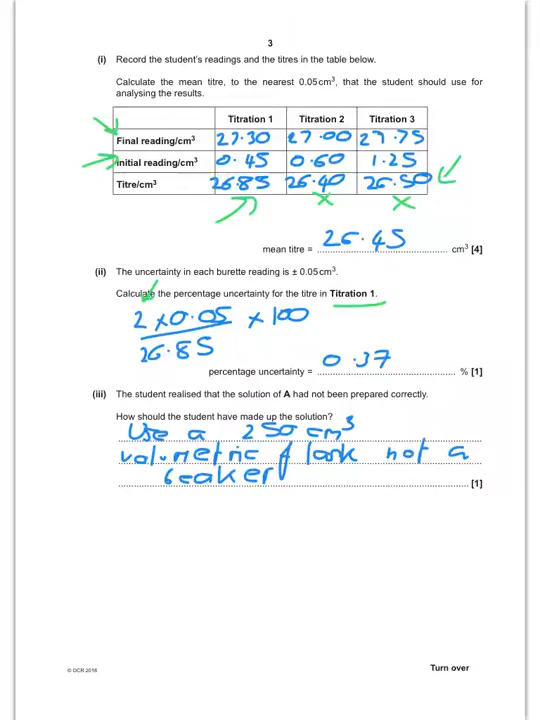 3
(i) Record the student's readings and the titres in the table below.
Calculate the mean titre, to the nearest 0.05 cm³, that the student should use for
analysing the results.
Titration 1 Titration 2 Titration 3
Final reading/cm³ 27.30 27.00 27.75
Initial reading/cm³ 0.45 0.60 1.25
Titre/cm³ 26.85 26.40 26.50
mean titre = 26.45 cm³ [4]
(ii) The uncertainty in each burette reading is ± 0.05 cm³.
Calculate the percentage uncertainty for the titre in Titration 1.
2 × 0.05 × 100
26.85
percentage uncertainty = 0.37 % [1]
(iii) The student realised that the solution of A had not been prepared correctly.
How should the student have made up the solution?
Use a 250 cm³
volumetric flask not a
beaker
[1]
© OCR 2018
Turn over